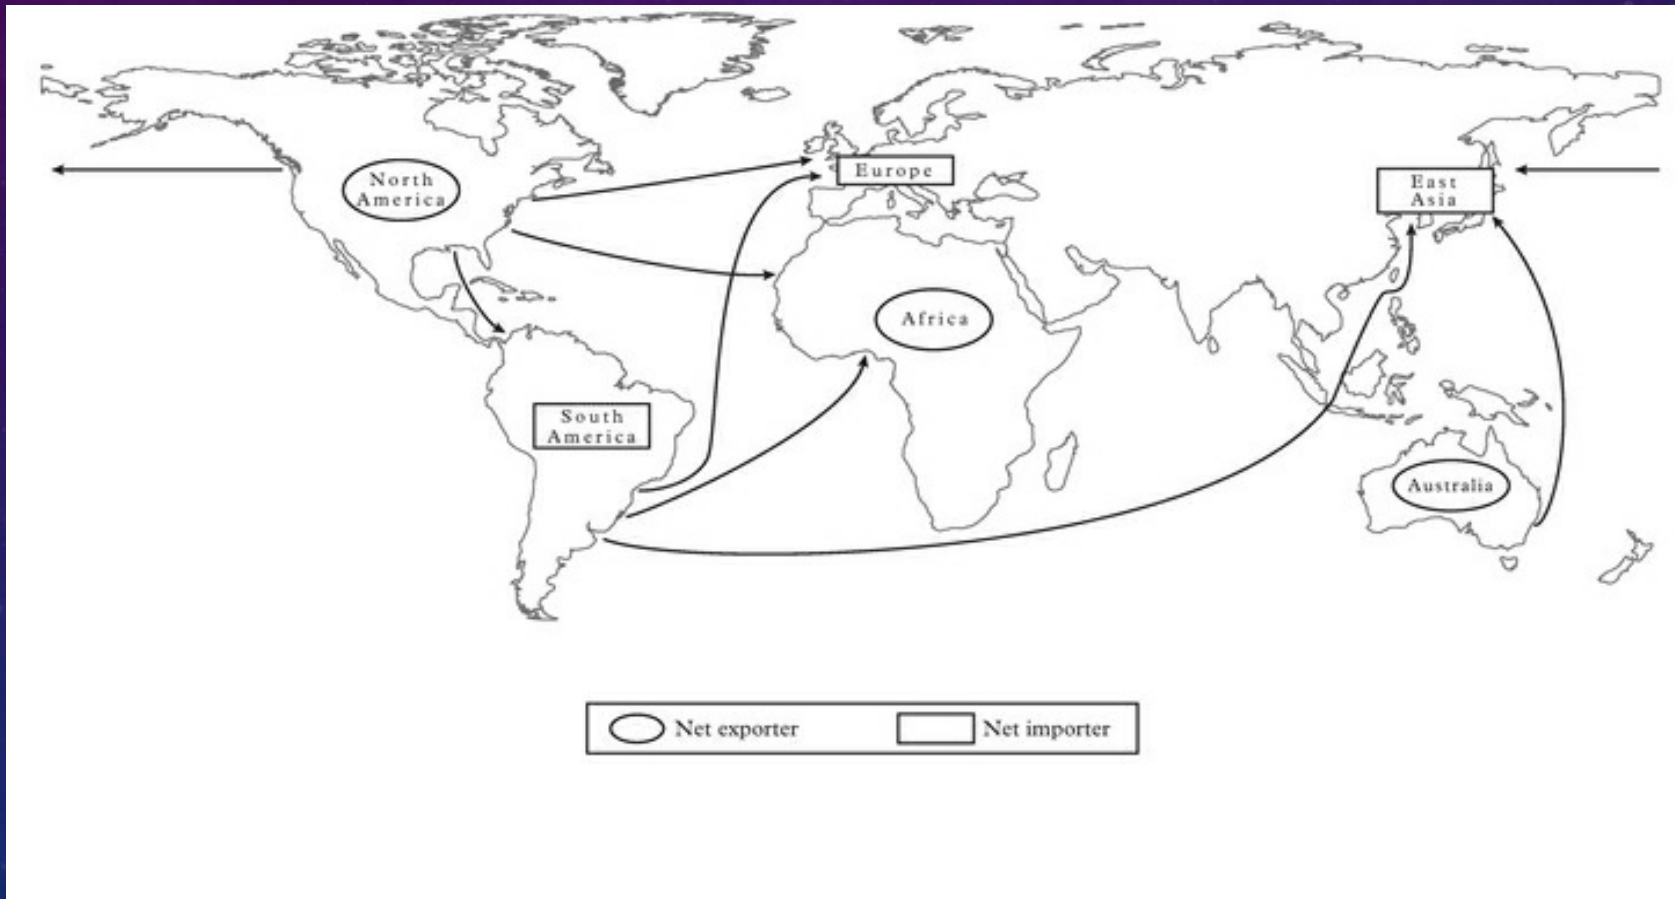 North
America
Europe
East
Asia
Africa
South
America
Australia
Net exporter
Net importer